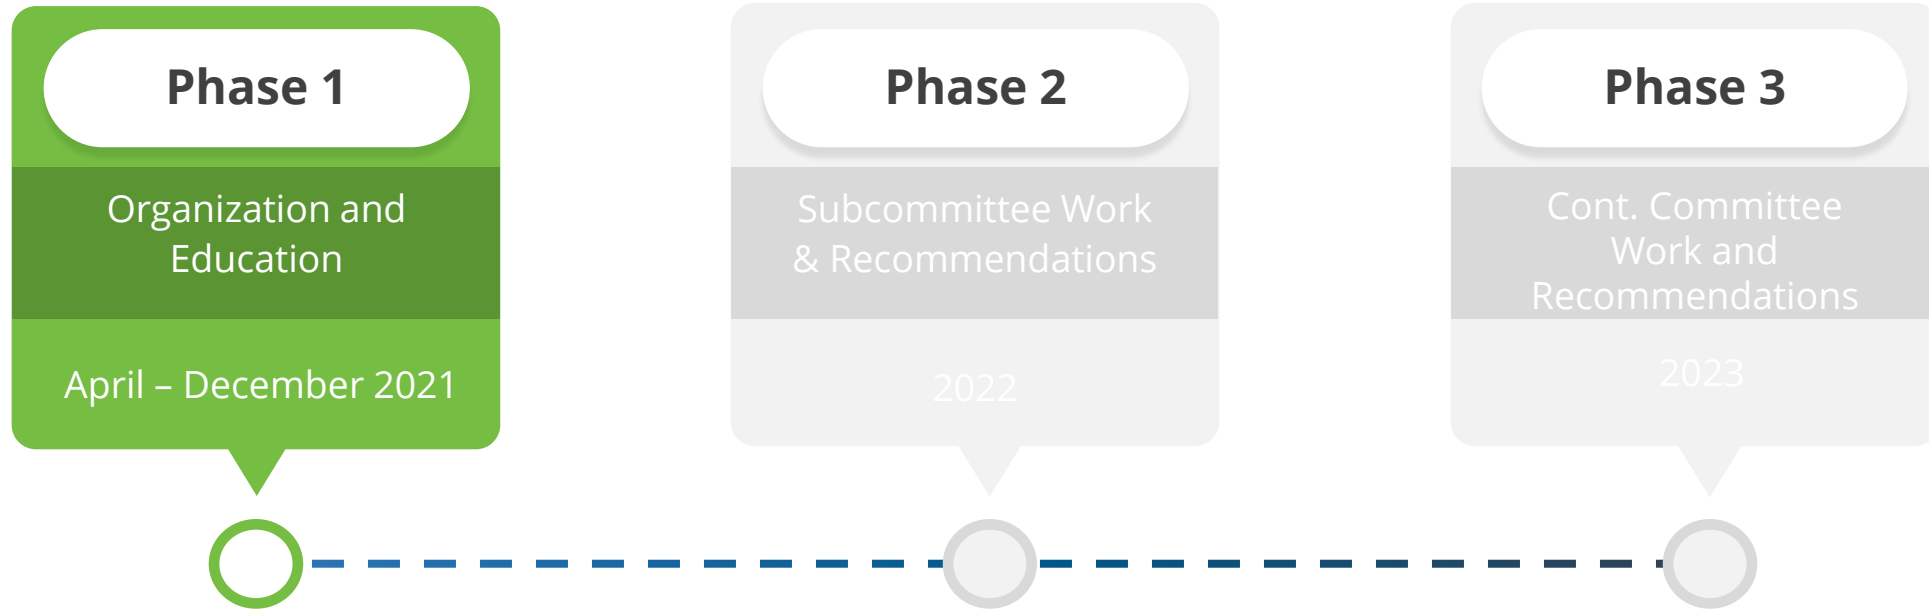 Phase 1
Organization and
Education
April – December 2021
Phase 2
Subcommittee Work
& Recommendations
2022
Phase 3
Cont. Committee
Work and
Recommendations
2023